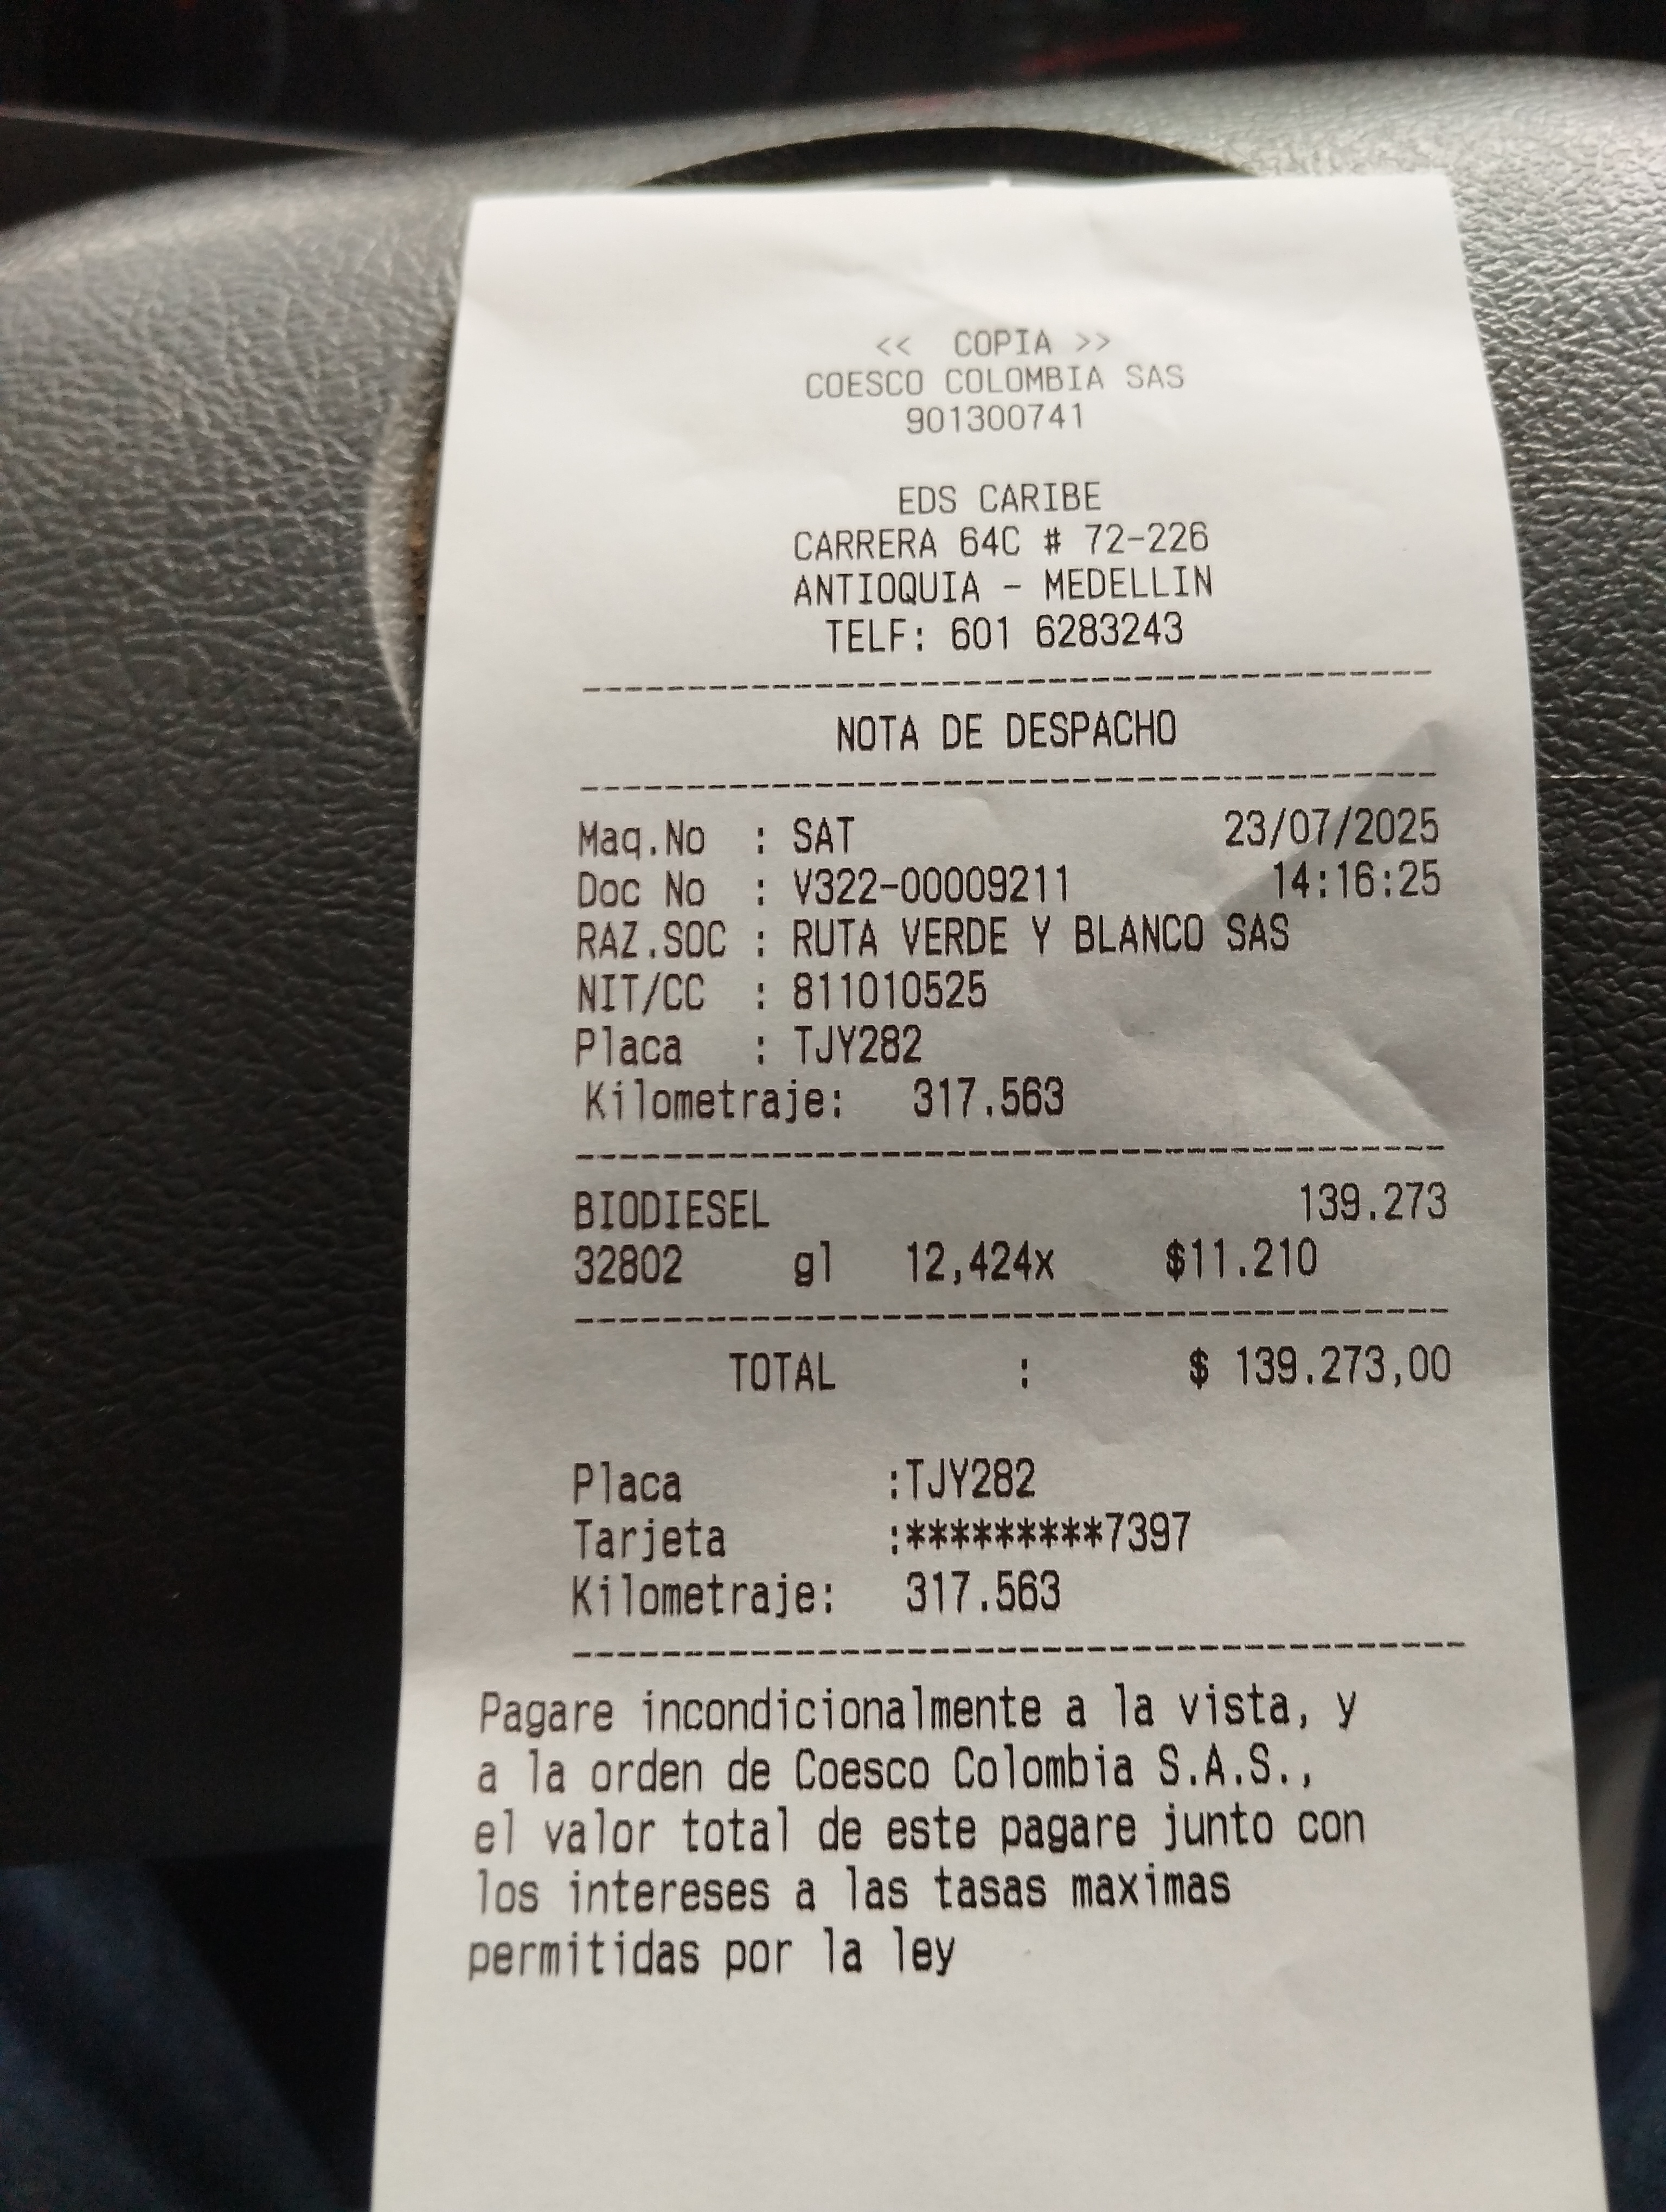 << COPIA >>
COESCO COLOMBIA SAS
901300741
EDS CARIBE
CARRERA 64C # 72-226
ANTIOQUIA - MEDELLIN
TELF: 601 6283243
NOTA DE DESPACHO
Maq.No : SAT 23/07/2025
Doc No : V322-00009211 14:16:25
RAZ.SOC : RUTA VERDE Y BLANCO SAS
NIT/CC : 811010525
Placa : TJY282
Kilometraje: 317.563
BIODIESEL 139.273
32802 gl 12,424x $11.210
TOTAL : $ 139.273,00
Placa :TJY282
Tarjeta :*********7397
Kilometraje: 317.563
Pagare incondicionalmente a la vista, y
a la orden de Coesco Colombia S.A.S.,
el valor total de este pagare junto con
los intereses a las tasas maximas
permitidas por la ley